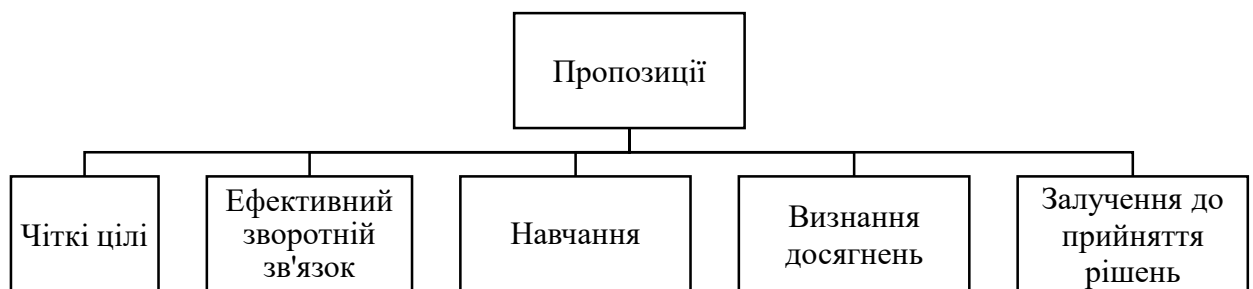 Пропозиції
Чіткі цілі
Ефективний
зворотній
зв'язок
Навчання
Визнання
досягнень
Залучення до
прийняття
рішень